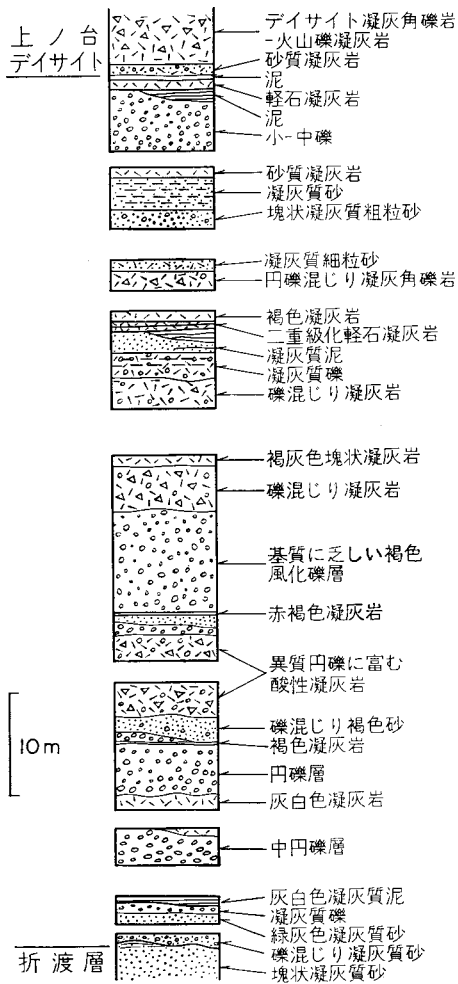 上ノ台
デイサイト
デイサイト凝灰角礫岩
-火山礫凝灰岩
砂質凝灰岩
泥
軽石凝灰岩
泥
小-中礫
砂質凝灰岩
凝灰質砂
塊状凝灰質粗粒砂
凝灰質細粒砂
円礫混じり凝灰角礫岩
褐色凝灰岩
二重級化軽石凝灰岩
凝灰質泥
凝灰質礫
礫混じり凝灰岩
褐灰色塊状凝灰岩
礫混じり凝灰岩
基質に乏しい褐色
風化礫層
赤褐色凝灰岩
異質円礫に富む
酸性凝灰岩
10m
礫混じり褐色砂
褐色凝灰岩
円礫層
灰白色凝灰岩
中円礫層
灰白色凝灰質泥
凝灰質礫
緑灰色凝灰質砂
礫混じり凝灰質砂
塊状凝灰質砂
折渡層